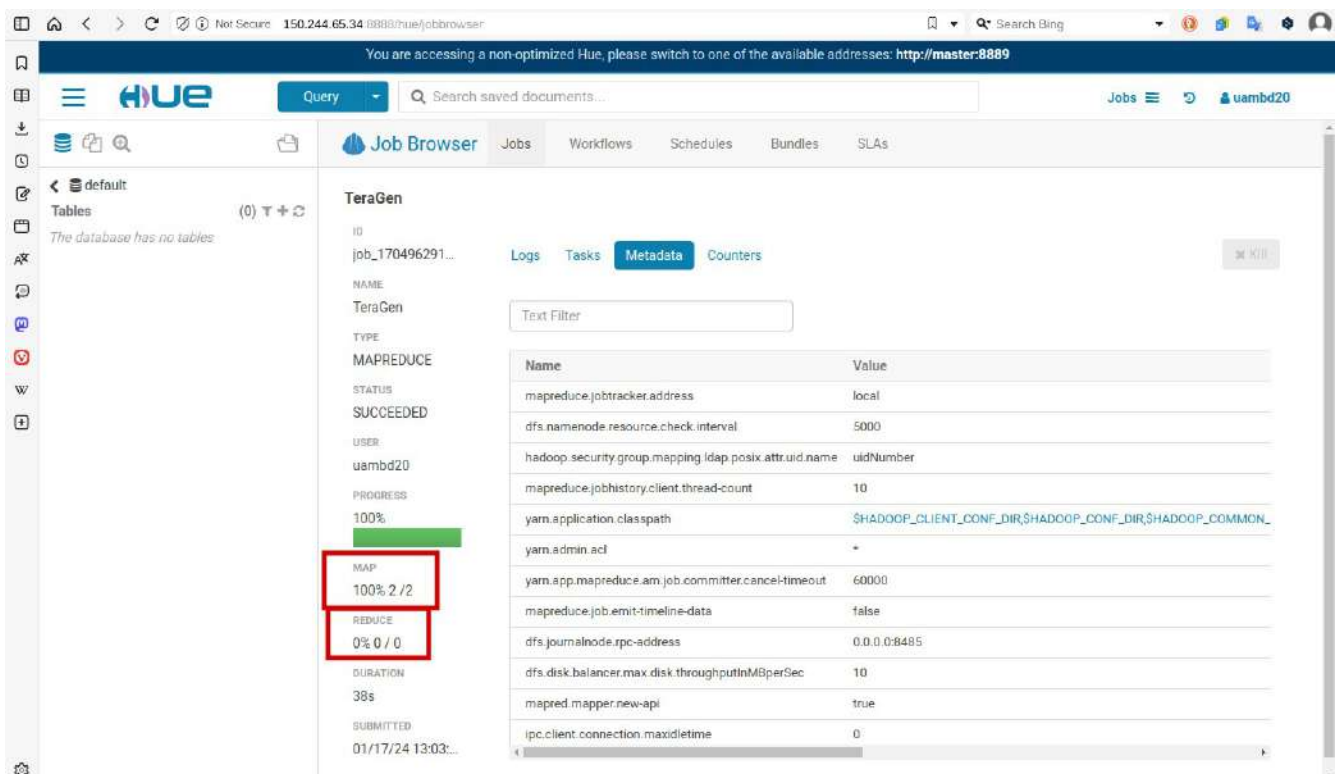 Not Secure 150.244.65.34:8888/hue/jobbrowser
Search Bing
You are accessing a non-optimized Hue, please switch to one of the available addresses: http://master:8889
HUE
Query
Search saved documents...
Jobs
uambd20
Job Browser
Jobs
Workflows
Schedules
Bundles
SLAs
default
Tables
(0)
The database has no tables
TeraGen
ID
job_170496291...
NAME
TeraGen
TYPE
MAPREDUCE
STATUS
SUCCEEDED
USER
uambd20
PROGRESS
100%
MAP
100% 2 /2
REDUCE
0% 0 / 0
DURATION
38s
SUBMITTED
01/17/24 13:03:...
Logs
Tasks
Metadata
Counters
Kill
Text Filter
Name Value
mapreduce.jobtracker.address local
dfs.namenode.resource.check.interval 5000
hadoop.security.group.mapping.ldap.posix.attr.uid.name uidNumber
mapreduce.jobhistory.client.thread-count 10
yarn.application.classpath $HADOOP_CLIENT_CONF_DIR,$HADOOP_CONF_DIR,$HADOOP_COMMON_
yarn.admin.acl *
yarn.app.mapreduce.am.job.committer.cancel-timeout 60000
mapreduce.job.emit-timeline-data false
dfs.journalnode.rpc-address 0.0.0.0:8485
dfs.disk.balancer.max.disk.throughputInMBperSec 10
mapred.mapper.new-api true
ipc.client.connection.maxidletime 0